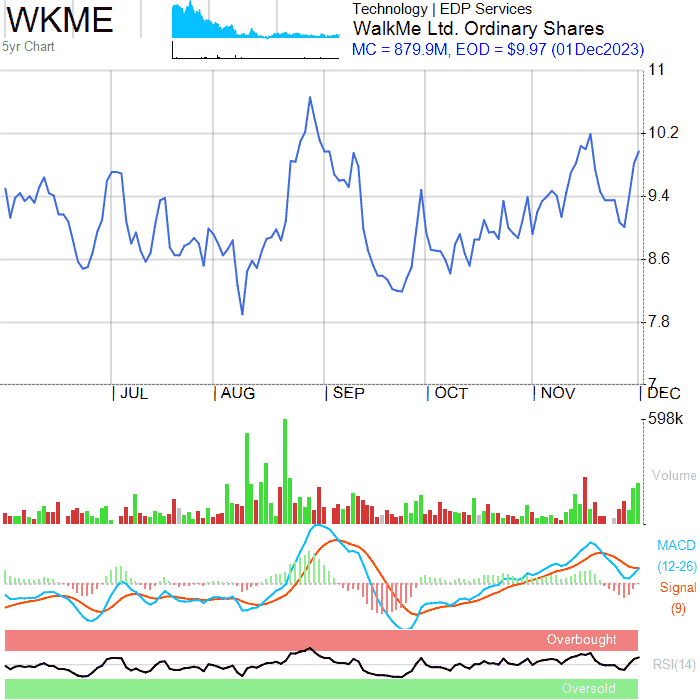 WKME
5yr Chart
Technology | EDP Services
WalkMe Ltd. Ordinary Shares
MC = 879.9M, EOD = $9.97 (01Dec2023)
11
10.2
9.4
8.6
7.8
7
JUL AUG SEP OCT NOV DEC
598k
Volume
MACD
(12-26)
Signal
(9)
Overbought
RSI(14)
Oversold